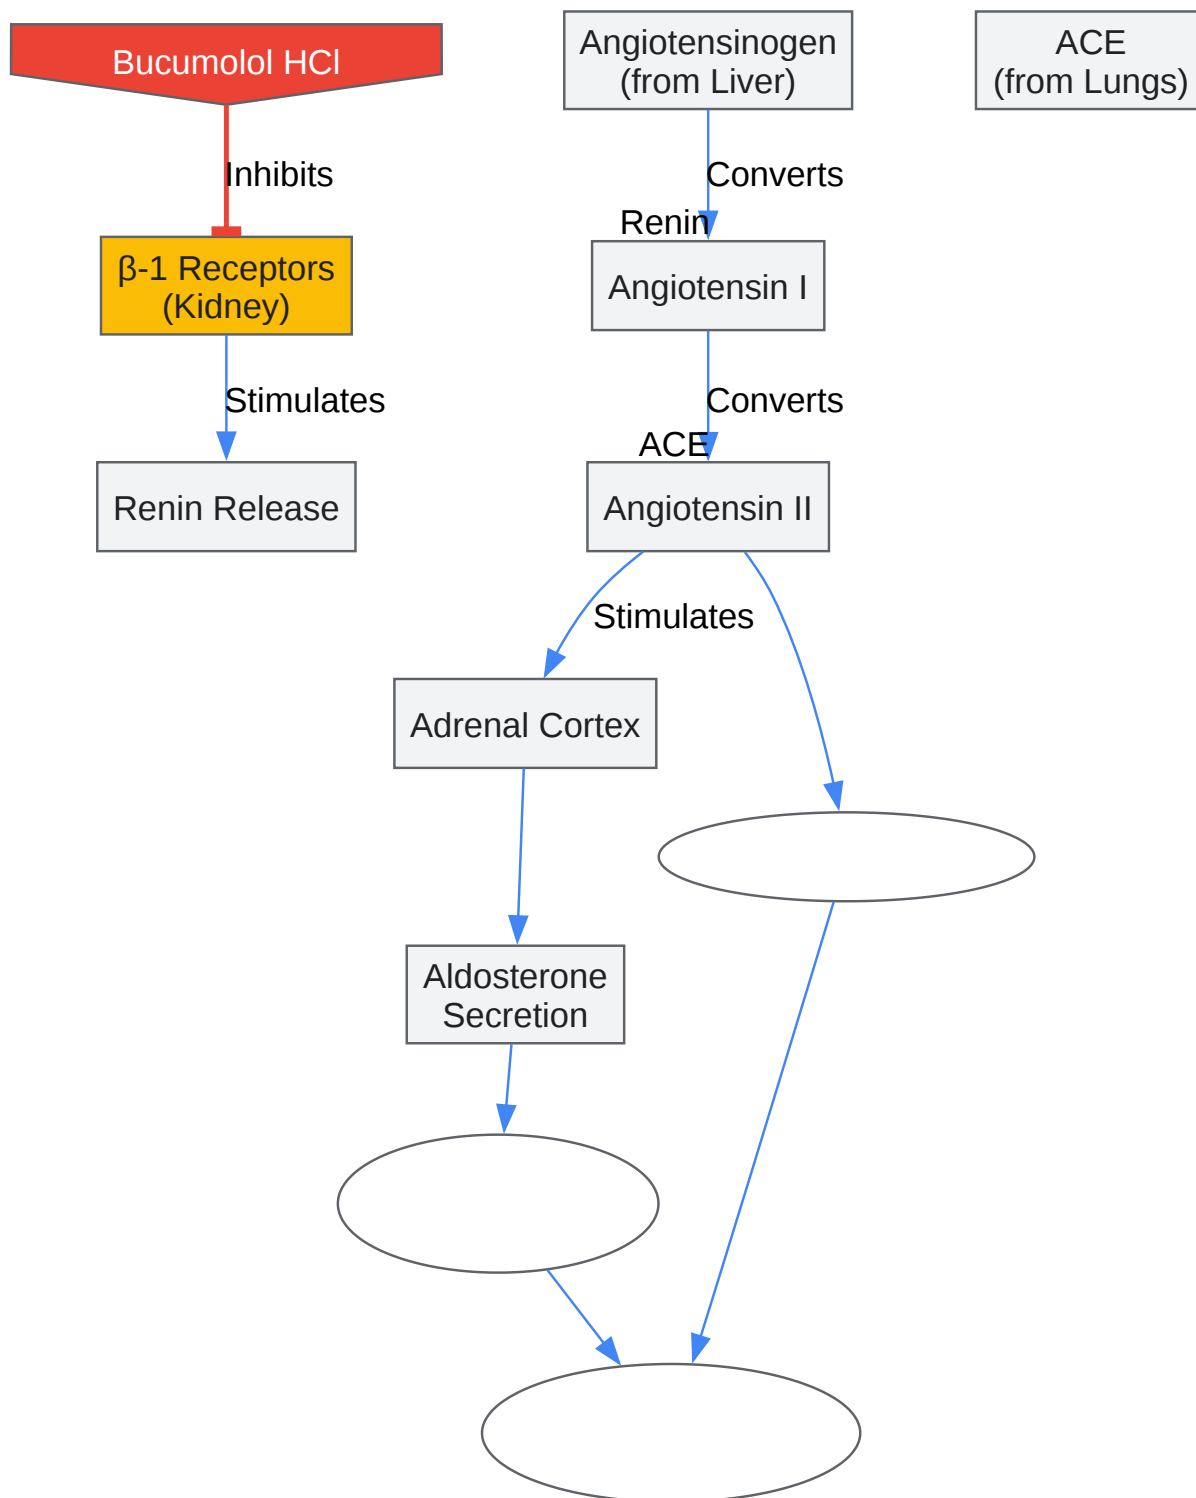 Bucumolol HCl
Inhibits
β-1 Receptors
(Kidney)
Stimulates
Renin Release
Angiotensinogen
(from Liver)
Converts
Renin
Angiotensin I
Converts
ACE
Angiotensin II
Stimulates
Adrenal Cortex
Aldosterone
Secretion
ACE
(from Lungs)